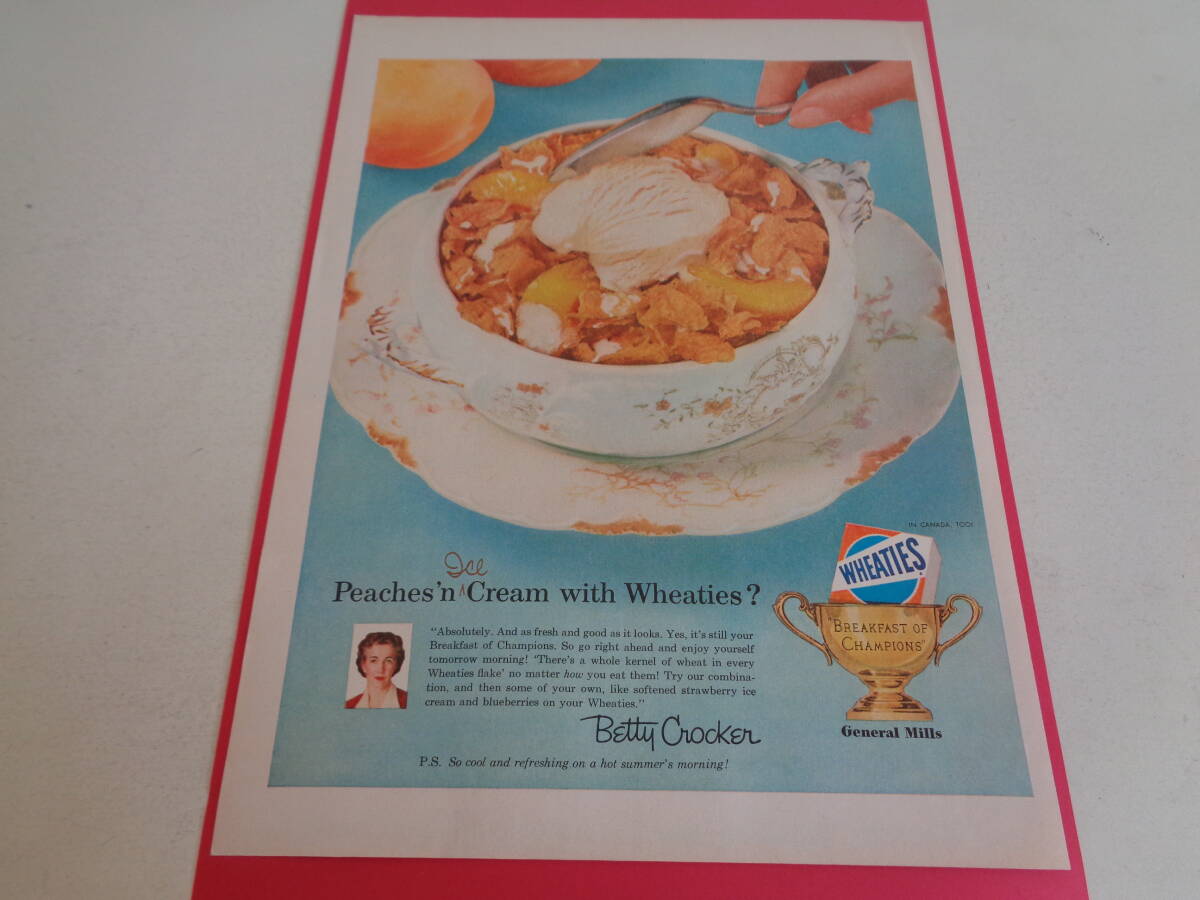 IN CANADA, TOO!
WHEATIES
"BREAKFAST OF
CHAMPIONS"
General Mills
Ice
Peaches 'n ^ Cream with Wheaties?
"Absolutely. And as fresh and good as it looks. Yes, it's still your
Breakfast of Champions. So go right ahead and enjoy yourself
tomorrow morning! 'There's a whole kernel of wheat in every
Wheaties flake' no matter how you eat them! Try our combina-
tion, and then some of your own, like softened strawberry ice
cream and blueberries on your Wheaties."
Betty Crocker
P.S. So cool and refreshing on a hot summer's morning!